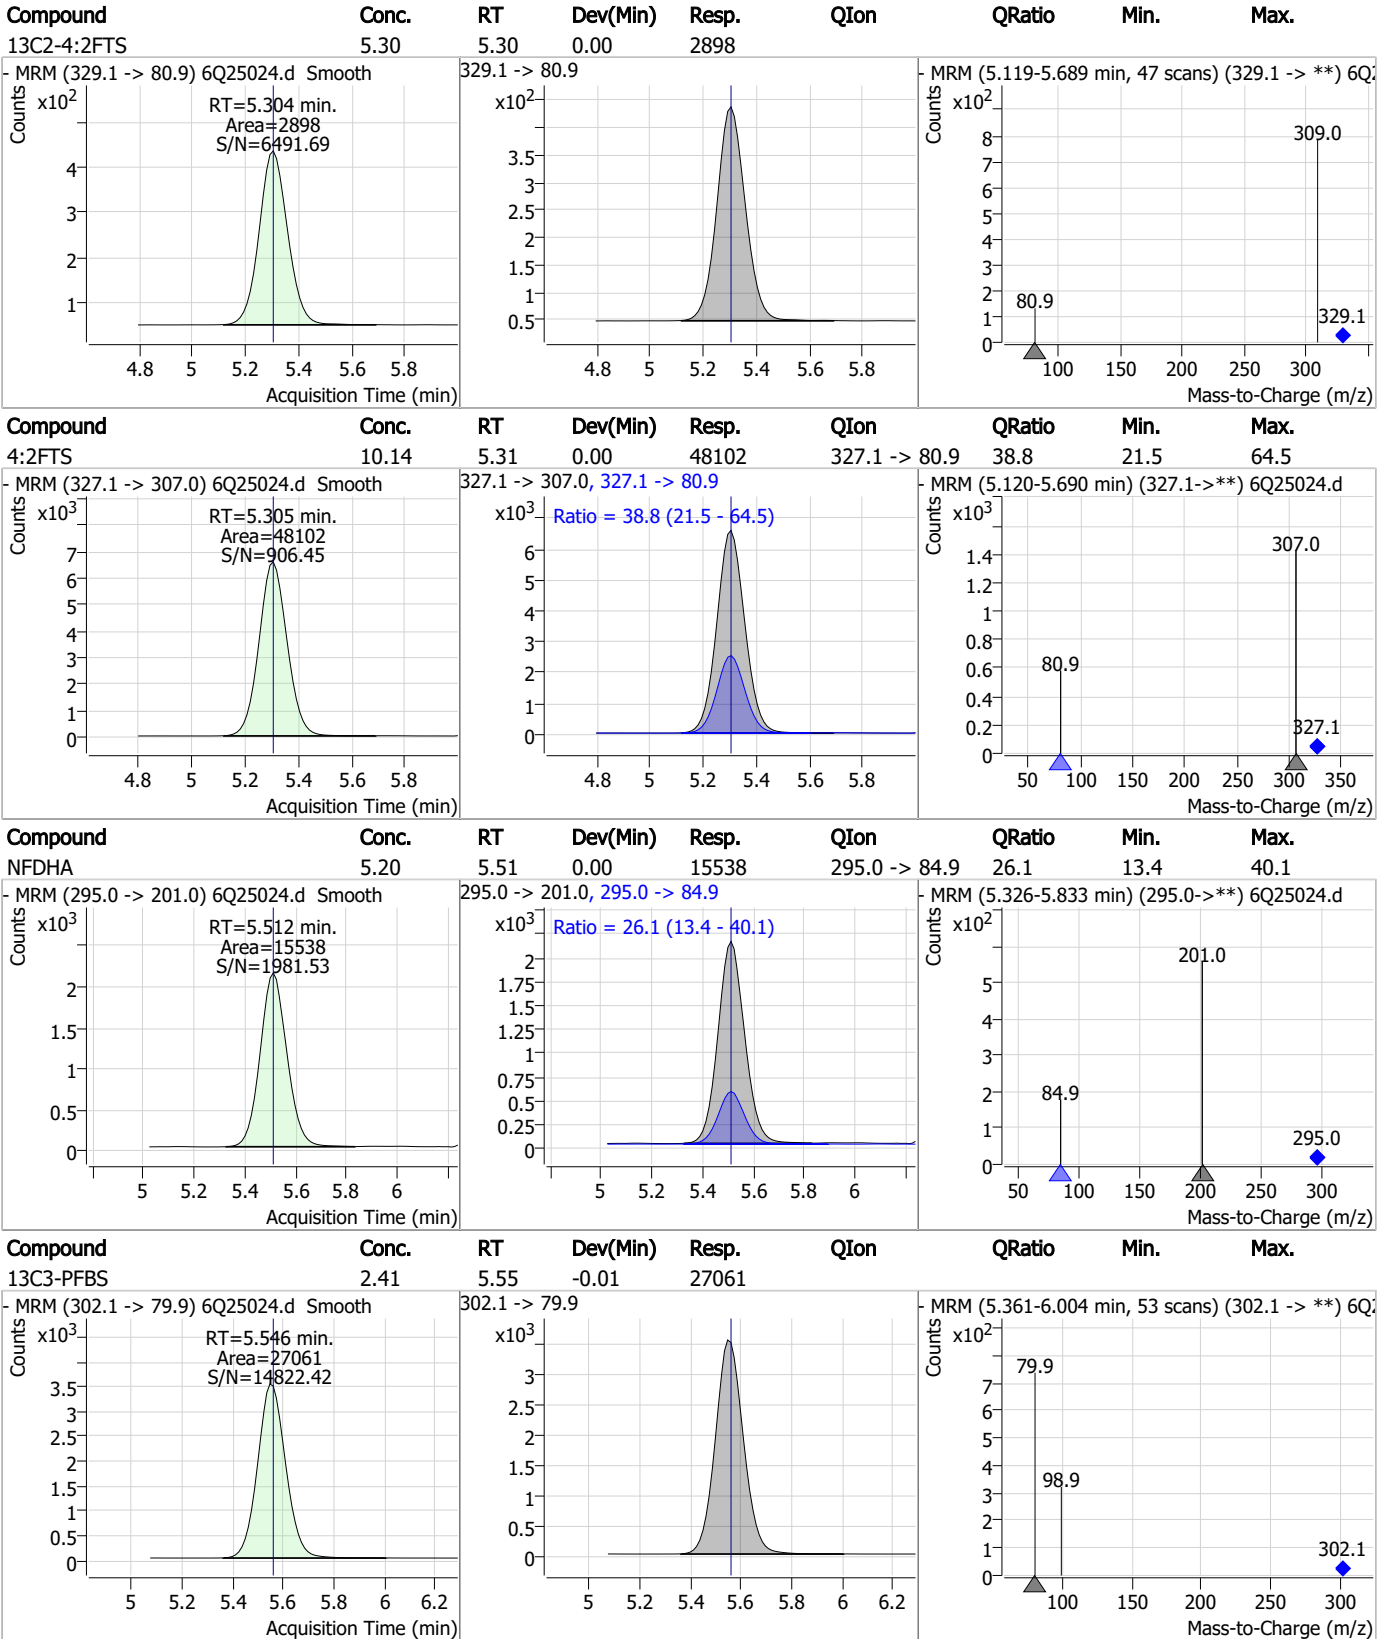 Compound Conc. RT Dev(Min) Resp. QIon QRatio Min. Max.
13C2-4:2FTS 5.30 5.30 0.00 2898
- MRM (329.1 -> 80.9) 6Q25024.d Smooth
329.1 -> 80.9
- MRM (5.119-5.689 min, 47 scans) (329.1 -> **)
Counts
x10²
RT=5.304 min.
Area=2898
S/N=6491.69
4
3
2
1
4.8 5 5.2 5.4 5.6 5.8
Acquisition Time (min)
x10²
3.5
3
2.5
2
1.5
1
0.5
4.8 5 5.2 5.4 5.6 5.8
Counts
x10²
8
7
6
5
4
3
2
1
0
309.0
80.9
329.1
100 150 200 250 300
Mass-to-Charge (m/z)
Compound Conc. RT Dev(Min) Resp. QIon QRatio Min. Max.
4:2FTS 10.14 5.31 0.00 48102 327.1 -> 80.9 38.8 21.5 64.5
- MRM (327.1 -> 307.0) 6Q25024.d Smooth
327.1 -> 307.0, 327.1 -> 80.9
- MRM (5.120-5.690 min) (327.1->**) 6Q25024.d
Counts
x10³
RT=5.305 min.
Area=48102
S/N=906.45
7
6
5
4
3
2
1
0
4.8 5 5.2 5.4 5.6 5.8
Acquisition Time (min)
x10³
Ratio = 38.8 (21.5 - 64.5)
6
5
4
3
2
1
0
4.8 5 5.2 5.4 5.6 5.8
Counts
x10³
1.4
1.2
1
0.8
0.6
0.4
0.2
0
307.0
80.9
327.1
50 100 150 200 250 300 350
Mass-to-Charge (m/z)
Compound Conc. RT Dev(Min) Resp. QIon QRatio Min. Max.
NFDHA 5.20 5.51 0.00 15538 295.0 -> 84.9 26.1 13.4 40.1
- MRM (295.0 -> 201.0) 6Q25024.d Smooth
295.0 -> 201.0, 295.0 -> 84.9
- MRM (5.326-5.833 min) (295.0->**) 6Q25024.d
Counts
x10³
RT=5.512 min.
Area=15538
S/N=1981.53
2
1.5
1
0.5
0
5 5.2 5.4 5.6 5.8 6
Acquisition Time (min)
x10³
Ratio = 26.1 (13.4 - 40.1)
2
1.75
1.5
1.25
1
0.75
0.5
0.25
0
5 5.2 5.4 5.6 5.8 6
Counts
x10²
5
4
3
2
1
0
201.0
84.9
295.0
50 100 150 200 250 300
Mass-to-Charge (m/z)
Compound Conc. RT Dev(Min) Resp. QIon QRatio Min. Max.
13C3-PFBS 2.41 5.55 -0.01 27061
- MRM (302.1 -> 79.9) 6Q25024.d Smooth
302.1 -> 79.9
- MRM (5.361-6.004 min, 53 scans) (302.1 -> **)
Counts
x10³
RT=5.546 min.
Area=27061
S/N=14822.42
3.5
3
2.5
2
1.5
1
0.5
0
5 5.2 5.4 5.6 5.8 6 6.2
Acquisition Time (min)
x10³
3
2.5
2
1.5
1
0.5
0
5 5.2 5.4 5.6 5.8 6 6.2
Counts
x10²
7
6
5
4
3
2
1
0
79.9
98.9
302.1
100 150 200 250 300
Mass-to-Charge (m/z)